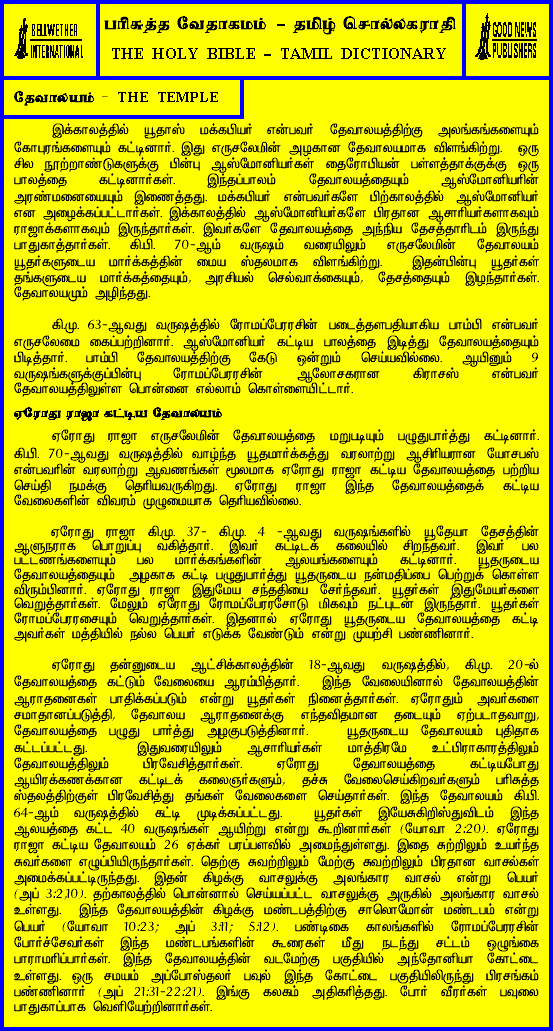 BELLWETHER
INTERNATIONAL
பரிசுத்த வேதாகமம் - தமிழ் சொல்லகராதி
THE HOLY BIBLE - TAMIL DICTIONARY
GOOD NEWS
PUBLISHERS
தேவாலயம் - THE TEMPLE
இக்காலத்தில் யூதாஸ் மக்கபியர் என்பவர் தேவாலயத்திற்கு அலங்கங்களையும்
கோபுரங்களையும் கட்டினார். இது எருசலேமின் அழகான தேவாலயமாக விளங்கிற்று. ஒரு
சில நூற்றாண்டுகளுக்கு பின்பு ஆஸ்மோனியர்கள் தைரோபியன் பள்ளத்தாக்குக்கு ஒரு
பாலத்தை கட்டினார்கள். இந்தப்பாலம் தேவாலயத்தையும் ஆஸ்மோனியரின்
அரண்மனையையும் இணைத்தது. மக்கபியர் என்பவர்களே பிற்காலத்தில் ஆஸ்மோனியர்
என அழைக்கப்பட்டார்கள். இக்காலத்தில் ஆஸ்மோனியர்களே பிரதான ஆசாரியர்களாகவும்
ராஜாக்களாகவும் இருந்தார்கள். இவர்களே தேவாலயத்தை அந்நிய தேசத்தாரிடம் இருந்து
பாதுகாத்தார்கள். கி.பி. 70-ஆம் வருஷம் வரையிலும் எருசலேமின் தேவாலயம்
யூதர்களுடைய மார்க்கத்தின் மைய ஸ்தலமாக விளங்கிற்று. இதன்பின்பு யூதர்கள்
தங்களுடைய மார்க்கத்தையும், அரசியல் செல்வாக்கையும், தேசத்தையும் இழந்தார்கள்.
தேவாலயமும் அழிந்தது.
கி.மு. 63-ஆவது வருஷத்தில் ரோமப்பேரரசின் படைத்தளபதியாகிய பாம்பி என்பவர்
எருசலேமை கைப்பற்றினார். ஆஸ்மோனியர் கட்டிய பாலத்தை இடித்து தேவாலயத்தையும்
பிடித்தார். பாம்பி தேவாலயத்திற்கு கேடு ஒன்றும் செய்யவில்லை. ஆயினும் 9
வருஷங்களுக்குப்பின்பு ரோமப்பேரரசின் ஆலோசகரான கிராசஸ் என்பவர்
தேவாலயத்திலுள்ள பொன்னை எல்லாம் கொள்ளையிட்டார்.
ஏரோது ராஜா கட்டிய தேவாலயம்
ஏரோது ராஜா எருசலேமின் தேவாலயத்தை மறுபடியும் பழுதுபார்த்து கட்டினார்.
கி.பி. 70-ஆவது வருஷத்தில் வாழ்ந்த யூதமார்க்கத்து வரலாற்று ஆசிரியரான யோசபஸ்
என்பவரின் வரலாற்று ஆவணங்கள் மூலமாக ஏரோது ராஜா கட்டிய தேவாலயத்தை பற்றிய
செய்தி நமக்கு தெரியவருகிறது. ஏரோது ராஜா இந்த தேவாலயத்தைக் கட்டிய
வேலைகளின் விவரம் முழுமையாக தெரியவில்லை.
ஏரோது ராஜா கி.மு. 37- கி.மு. 4 -ஆவது வருஷங்களில் யூதேயா தேசத்தின்
ஆளுநராக பொறுப்பு வகித்தார். இவர் கட்டிடக் கலையில் சிறந்தவர். இவர் பல
பட்டணங்களையும் பல மார்க்கங்களின் ஆலயங்களையும் கட்டினார். யூதருடைய
தேவாலயத்தையும் அழகாக கட்டி பழுதுபார்த்து யூதருடைய நன்மதிப்பை பெற்றுக் கொள்ள
விரும்பினார். ஏரோது ராஜா இதுமேய சந்ததியை சேர்ந்தவர். யூதர்கள் இதுமேயர்களை
வெறுத்தார்கள். மேலும் ஏரோது ரோமப்பேரரசோடு மிகவும் நட்புடன் இருந்தார். யூதர்கள்
ரோமப்பேரரசையும் வெறுத்தார்கள். இதனால் ஏரோது யூதருடைய தேவாலயத்தை கட்டி
அவர்கள் மத்தியில் நல்ல பெயர் எடுக்க வேண்டும் என்று முயற்சி பண்ணினார்.
ஏரோது தன்னுடைய ஆட்சிக்காலத்தின் 18-ஆவது வருஷத்தில், கி.மு. 20-ல்
தேவாலயத்தை கட்டும் வேலையை ஆரம்பித்தார். இந்த வேலையினால் தேவாலயத்தின்
ஆராதனைகள் பாதிக்கப்படும் என்று யூதர்கள் நினைத்தார்கள். ஏரோதும் அவர்களை
சமாதானப்படுத்தி, தேவாலய ஆராதனைக்கு எந்தவிதமான தடையும் ஏற்படாதவாறு,
தேவாலயத்தை பழுது பார்த்து அழகுபடுத்தினார். யூதருடைய தேவாலயம் புதிதாக
கட்டப்பட்டது. இதுவரையிலும் ஆசாரியர்கள் மாத்திரமே உட்பிராகாரத்திலும்
தேவாலயத்திலும் பிரவேசித்தார்கள். ஏரோது தேவாலயத்தை கட்டியபோது
ஆயிரக்கணக்கான கட்டிடக் கலைஞர்களும், தச்சு வேலைசெய்கிறவர்களும் பரிசுத்த
ஸ்தலத்திற்குள் பிரவேசித்து தங்கள் வேலைகளை செய்தார்கள். இந்த தேவாலயம் கி.பி.
64-ஆம் வருஷத்தில் கட்டி முடிக்கப்பட்டது. யூதர்கள் இயேசுகிறிஸ்துவிடம் இந்த
ஆலயத்தை கட்ட 40 வருஷங்கள் ஆயிற்று என்று கூறினார்கள் (யோவா 2:20). ஏரோது
ராஜா கட்டிய தேவாலயம் 26 ஏக்கர் பரப்பளவில் அமைந்துள்ளது. இதை சுற்றிலும் உயர்ந்த
சுவர்களை எழுப்பியிருந்தார்கள். தெற்கு சுவற்றிலும் மேற்கு சுவற்றிலும் பிரதான வாசல்கள்
அமைக்கப்பட்டிருந்தது. இதன் கிழக்கு வாசலுக்கு அலங்கார வாசல் என்று பெயர்
(அப் 3:2,10). தற்காலத்தில் பொன்னால் செய்யப்பட்ட வாசலுக்கு அருகில் அலங்கார வாசல்
உள்ளது. இந்த தேவாலயத்தின் கிழக்கு மண்டபத்திற்கு சாலொமோன் மண்டபம் என்று
பெயர் (யோவா 10:23; அப் 3:11; 5:12). பண்டிகை காலங்களில் ரோமப்பேரரசின்
போர்ச்சேவர்கள் இந்த மண்டபங்களின் கூரைகள் மீது நடந்து சட்டம் ஒழுங்கை
பாராமரிப்பார்கள். இந்த தேவாலயத்தின் வடமேற்கு பகுதியில் அந்தோனியா கோட்டை
உள்ளது. ஒரு சமயம் அப்போஸ்தலர் பவுல் இந்த கோட்டை பகுதியிலிருந்து பிரசங்கம்
பண்ணினார் (அப் 21:31-22:21). இங்கு கலகம் அதிகரித்தது. போர் வீரர்கள் பவுலை
பாதுகாப்பாக வெளியேற்றினார்கள்.